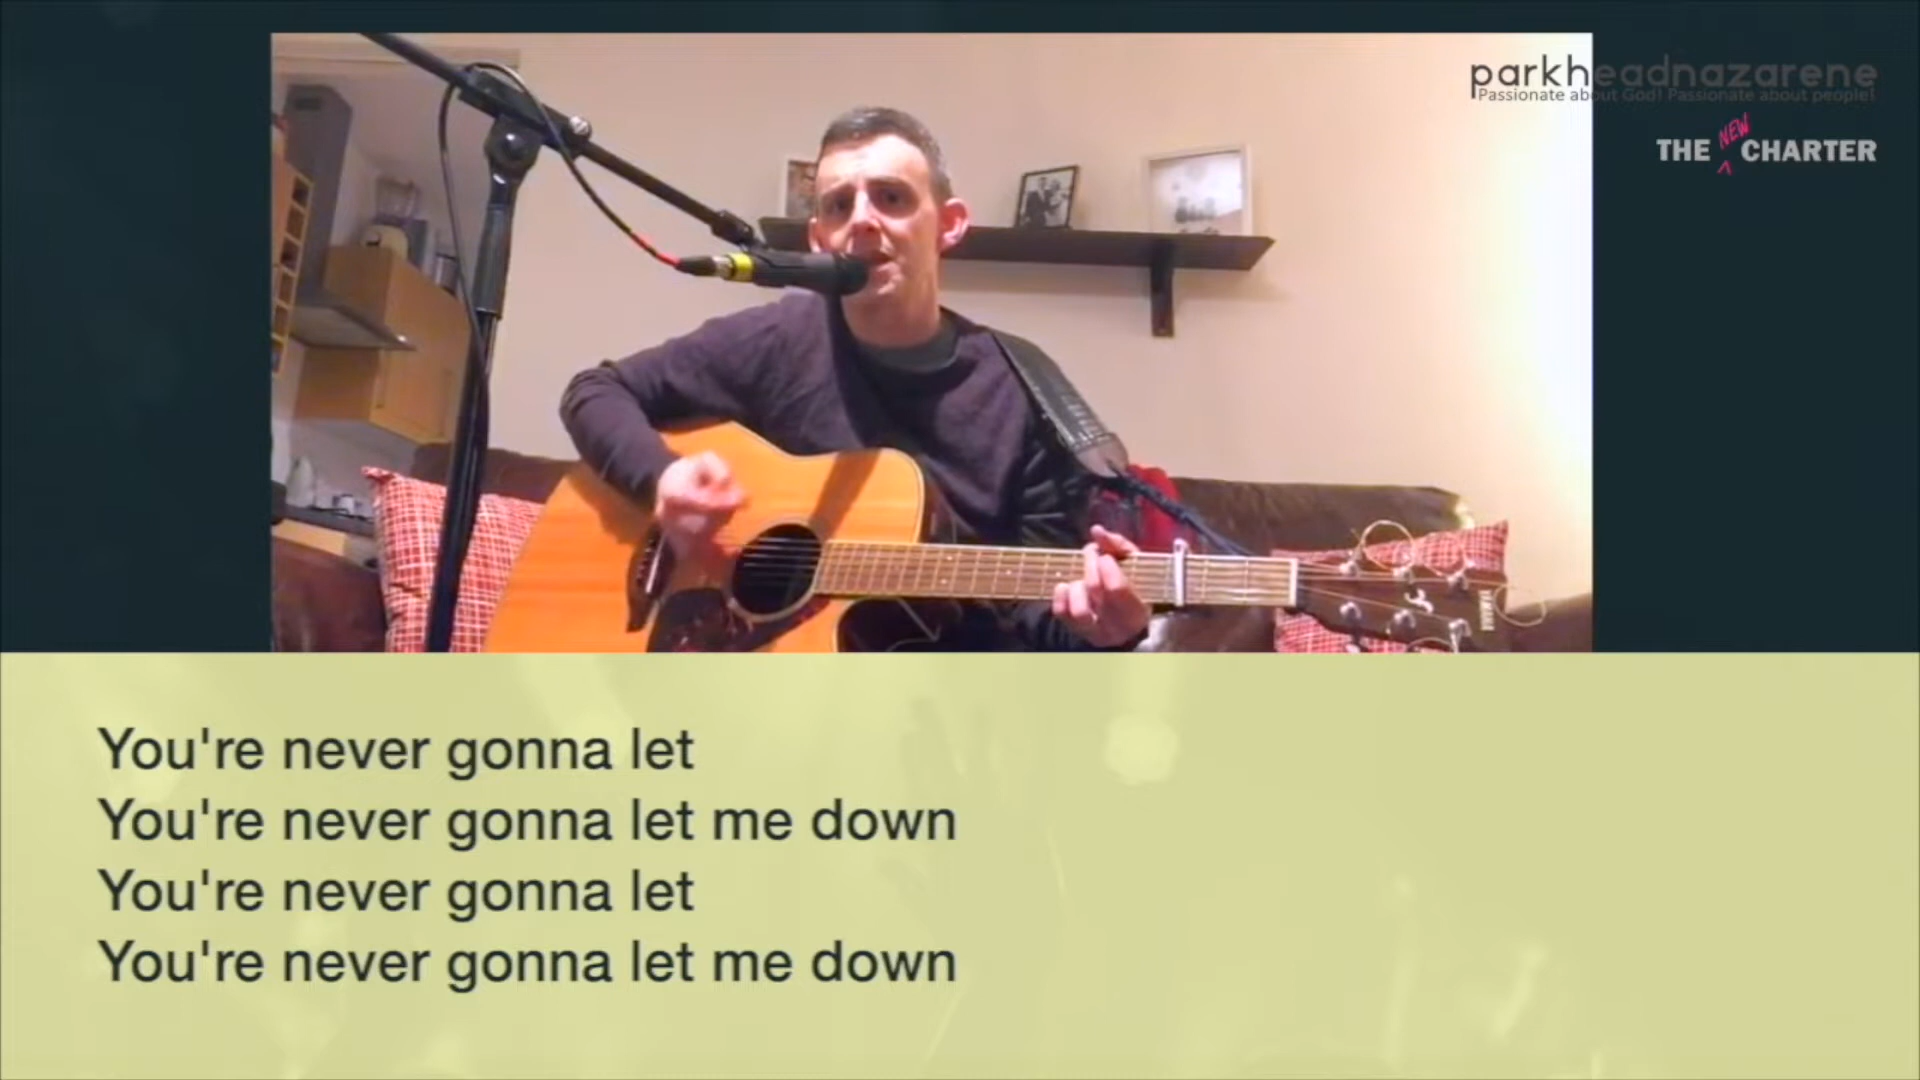 parkheadnazarene
Passionate about God! Passionate about people!
NEW
THE CHARTER
YAMAHA
You're never gonna let
You're never gonna let me down
You're never gonna let
You're never gonna let me down